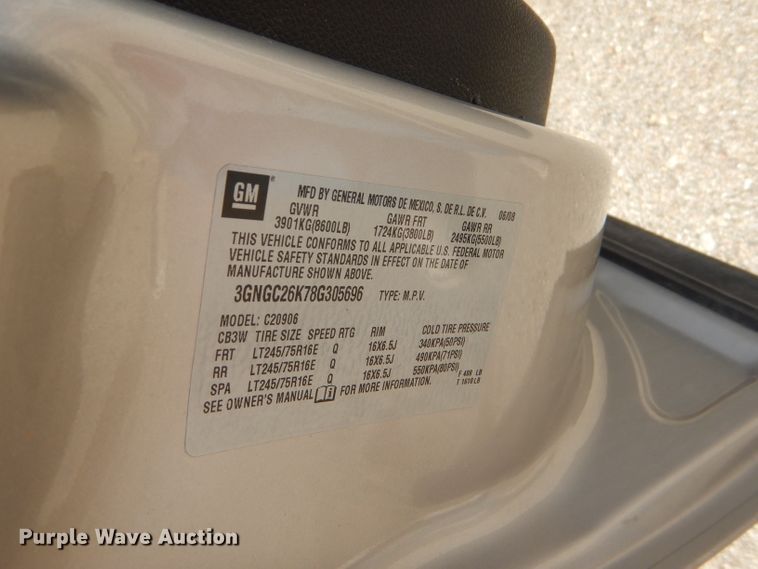 GM
MFD BY GENERAL MOTORS DE MEXICO, S. DE R.L. DE C.V. 06/08
GVWR GAWR FRT GAWR RR
3901KG(8600LB) 1724KG(3800LB) 2495KG(5500LB)
THIS VEHICLE CONFORMS TO ALL APPLICABLE U.S. FEDERAL MOTOR
VEHICLE SAFETY STANDARDS IN EFFECT ON THE DATE OF
MANUFACTURE SHOWN ABOVE.
3GNGC26K78G305696 TYPE: M.P.V.
MODEL: C20906
CB3W TIRE SIZE SPEED RTG RIM COLD TIRE PRESSURE
FRT LT245/75R16E Q 16X6.5J 340KPA(50PSI)
RR LT245/75R16E Q 16X6.5J 490KPA(71PSI)
SPA LT245/75R16E Q 16X6.5J 550KPA(80PSI)
SEE OWNER'S MANUAL FOR MORE INFORMATION.
F 488 LB
T 1610 LB
Purple Wave Auction